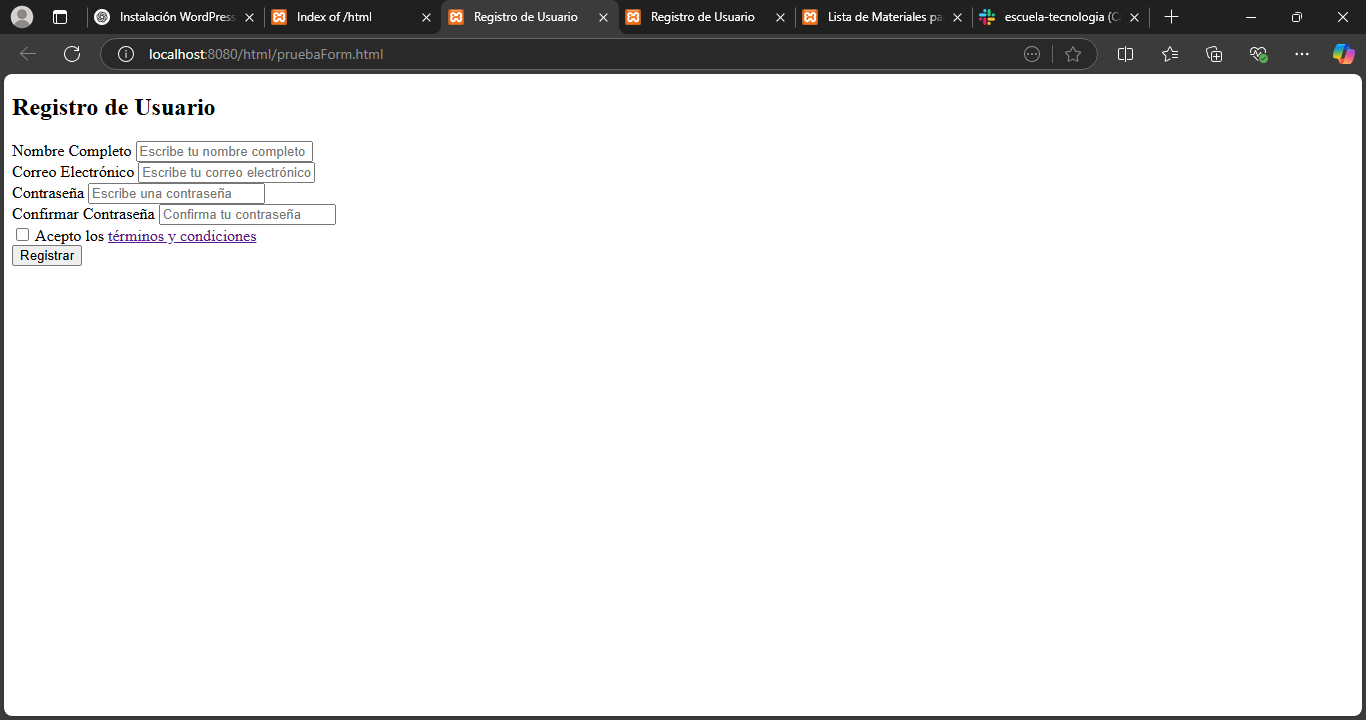 Instalación WordPress
Index of /html
Registro de Usuario
Registro de Usuario
Lista de Materiales pa
escuela-tecnologia (C
localhost:8080/html/pruebaForm.html
Registro de Usuario
Nombre Completo Escribe tu nombre completo
Correo Electrónico Escribe tu correo electrónico
Contraseña Escribe una contraseña
Confirmar Contraseña Confirma tu contraseña
Acepto los términos y condiciones
Registrar